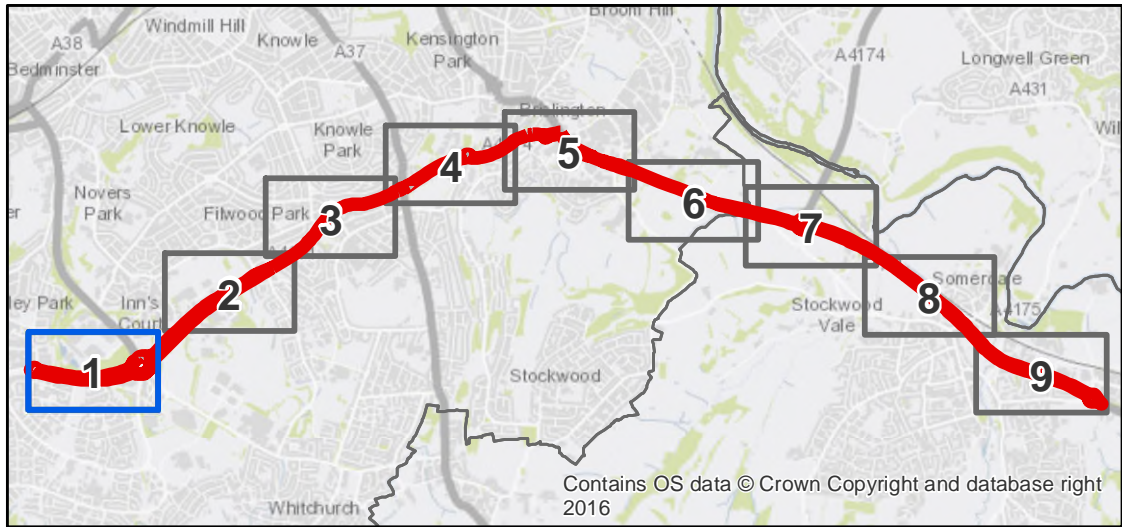 Windmill Hill
Broom Hill
A38
Knowle
A37
Kensington
Park
A4174
Longwell Green
Bedminster
A431
Brislington
Lower Knowle
Knowle
Park
4
5
Novers
Park
Filwood Park
3
6
7
Inn's
Court
2
Stockwood
Vale
8
Somerdale
A4175
1
Stockwood
9
Whitchurch
Contains OS data © Crown Copyright and database right
2016